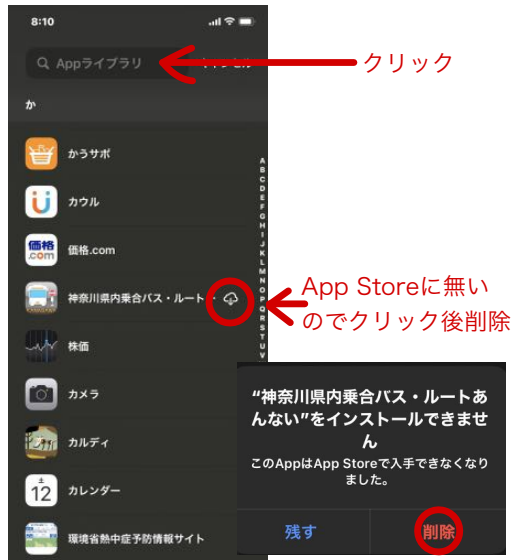 8:10
Appライブラリ
クリック
か
かうサポ
カウル
価格
.com
価格.com
神奈川県内乗合バス・ルート・
App Storeに無い
のでクリック後削除
株価
カメラ
カルディ
土
12
カレンダー
環境省熱中症予防情報サイト
A
B
C
D
E
F
G
H
I
J
K
L
M
N
O
P
Q
R
S
T
U
V
“神奈川県内乗合バス・ルートあ
んない”をインストールできませ
ん
このAppはApp Storeで入手できなくなり
ました。
残す
削除